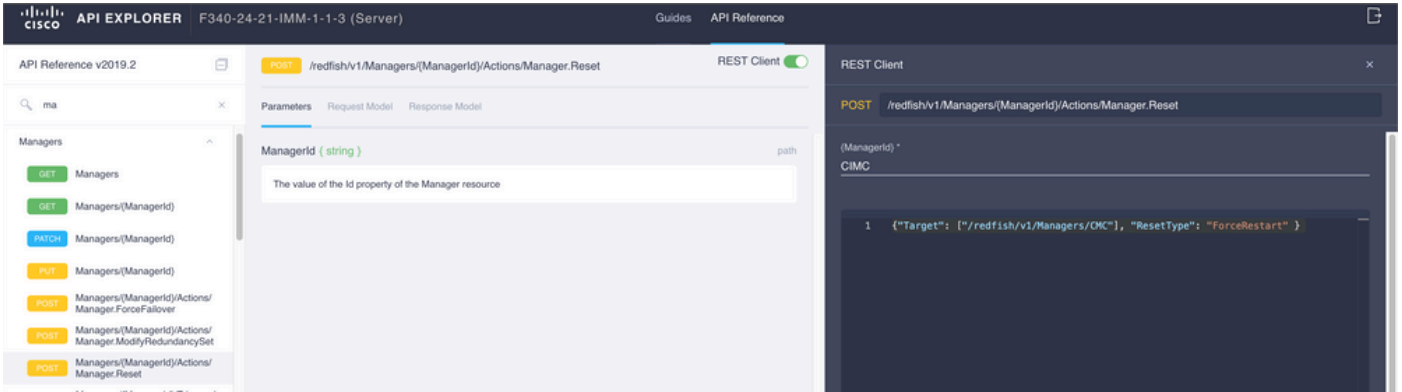 CISCO API EXPLORER F340-24-21-IMM-1-1-3 (Server) Guides API Reference
API Reference v2019.2
ma
Managers
GET Managers
GET Managers/{ManagerId}
PATCH Managers/{ManagerId}
PUT Managers/{ManagerId}
POST Managers/{ManagerId}/Actions/
Manager.ForceFailover
POST Managers/{ManagerId}/Actions/
Manager.ModifyRedundancySet
POST Managers/{ManagerId}/Actions/
Manager.Reset
POST /redfish/v1/Managers/{ManagerId}/Actions/Manager.Reset REST Client
Parameters Request Model Response Model
ManagerId ( string ) path
The value of the Id property of the Manager resource
REST Client ×
POST /redfish/v1/Managers/{ManagerId}/Actions/Manager.Reset
{ManagerId} *
CIMC
1 {"Target": ["/redfish/v1/Managers/CMC"], "ResetType": "ForceRestart" }